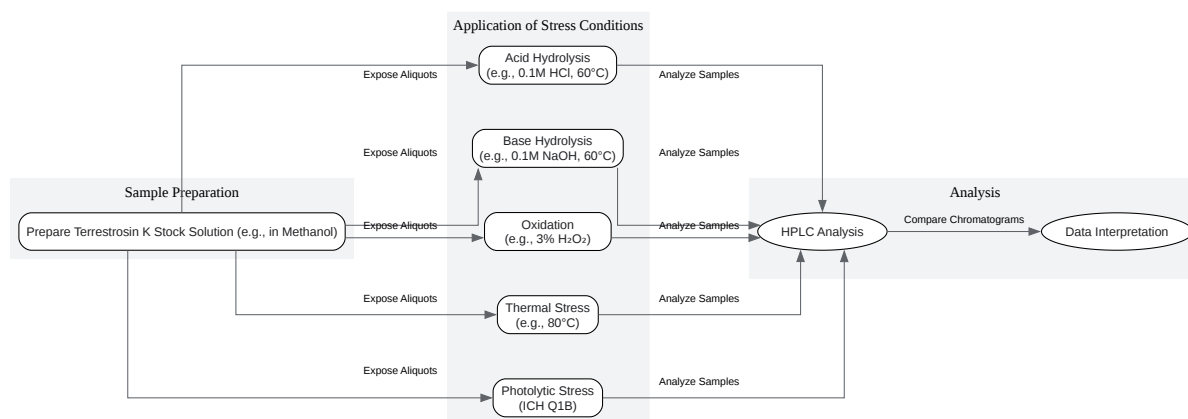 Application of Stress Conditions
Acid Hydrolysis
(e.g., 0.1M HCl, 60°C)
Expose Aliquots
Analyze Samples
Base Hydrolysis
(e.g., 0.1M NaOH, 60°C)
Expose Aliquots
Analyze Samples
Sample Preparation
Analysis
Prepare Terrestrosin K Stock Solution (e.g., in Methanol)
Expose Aliquots
Oxidation
(e.g., 3% H₂O₂)
Analyze Samples
HPLC Analysis
Compare Chromatograms
Data Interpretation
Expose Aliquots
Thermal Stress
(e.g., 80°C)
Analyze Samples
Expose Aliquots
Photolytic Stress
(ICH Q1B)
Analyze Samples